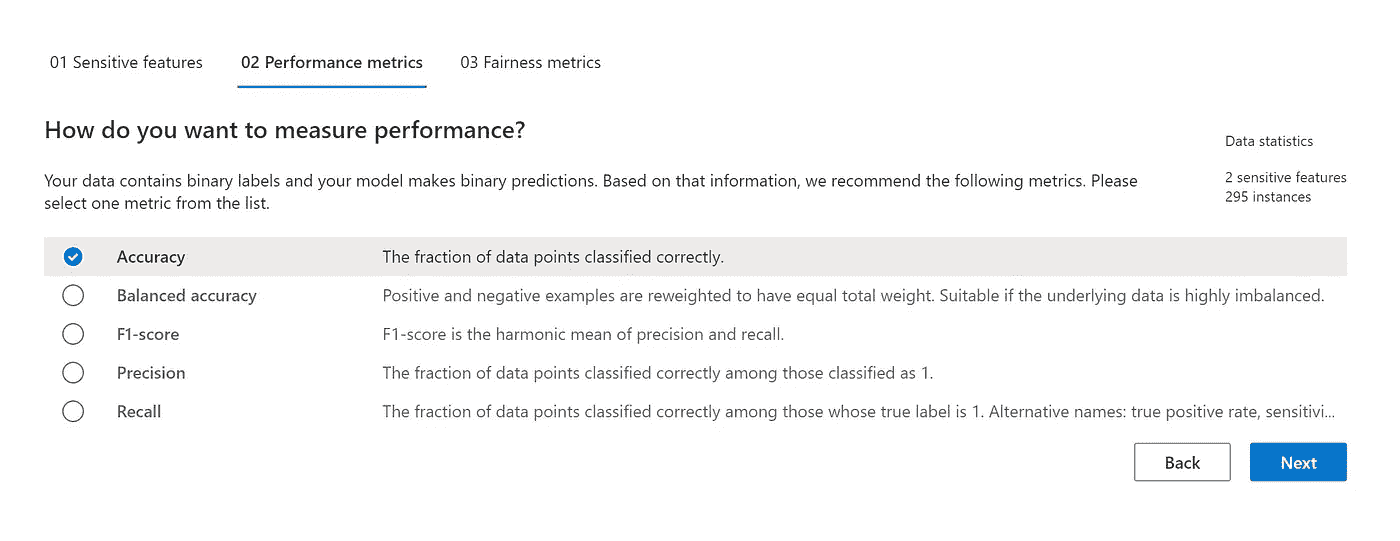 01 Sensitive features 02 Performance metrics 03 Fairness metrics
How do you want to measure performance?
Data statistics
Your data contains binary labels and your model makes binary predictions. Based on that information, we recommend the following metrics. Please
select one metric from the list.
2 sensitive features
295 instances
Accuracy The fraction of data points classified correctly.
Balanced accuracy Positive and negative examples are reweighted to have equal total weight. Suitable if the underlying data is highly imbalanced.
F1-score F1-score is the harmonic mean of precision and recall.
Precision The fraction of data points classified correctly among those classified as 1.
Recall The fraction of data points classified correctly among those whose true label is 1. Alternative names: true positive rate, sensitivi...
Back Next